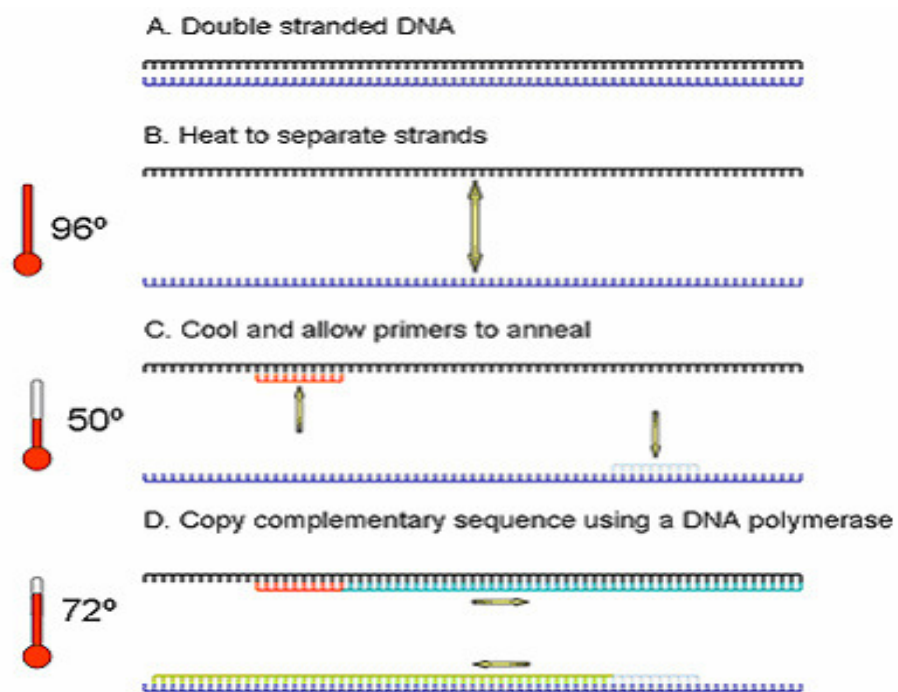 A. Double stranded DNA
B. Heat to separate strands
96º
C. Cool and allow primers to anneal
50º
D. Copy complementary sequence using a DNA polymerase
72º